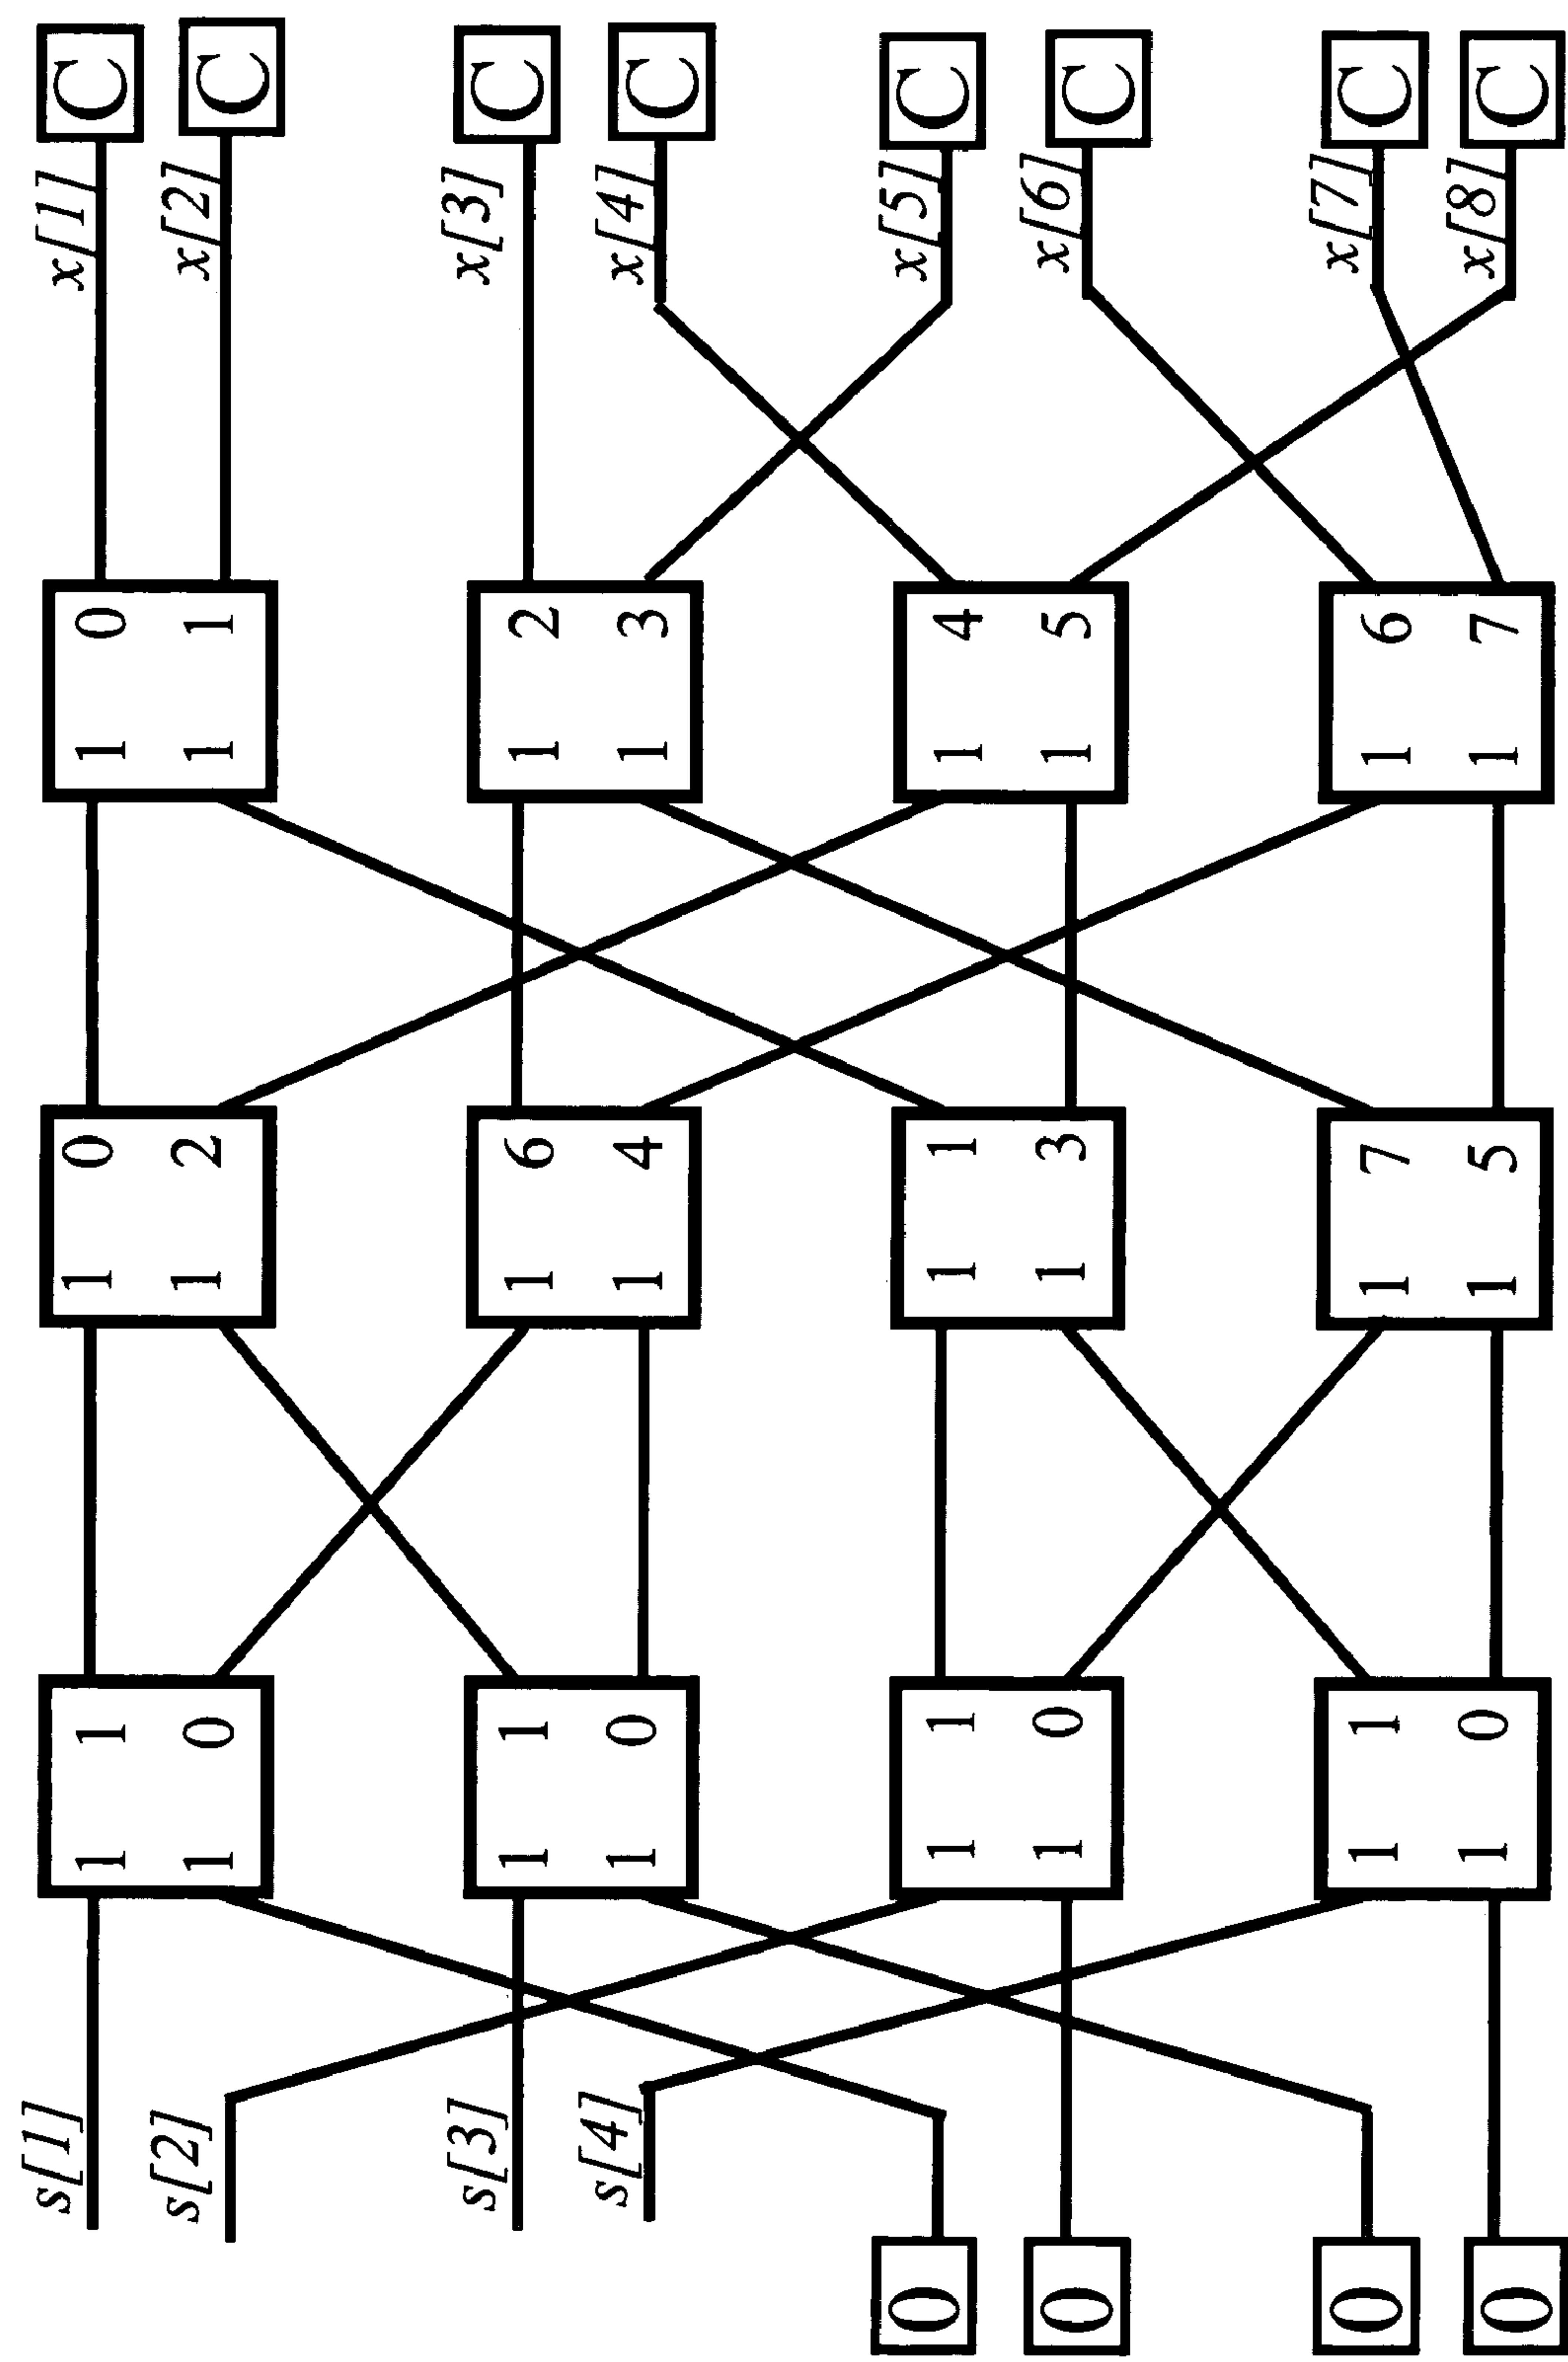 s[1] 1 1 1 0 1 0 x[1] C
s[2] 1 0 1 2 1 1 x[2] C
s[3] 1 1 1 6 1 2 x[3] C
s[4] 1 0 1 4 1 3 x[4] C
0 1 1 1 1 1 4 x[5] C
0 1 0 1 3 1 5 x[6] C
0 1 1 1 7 1 6 x[7] C
0 1 0 1 5 1 7 x[8] C